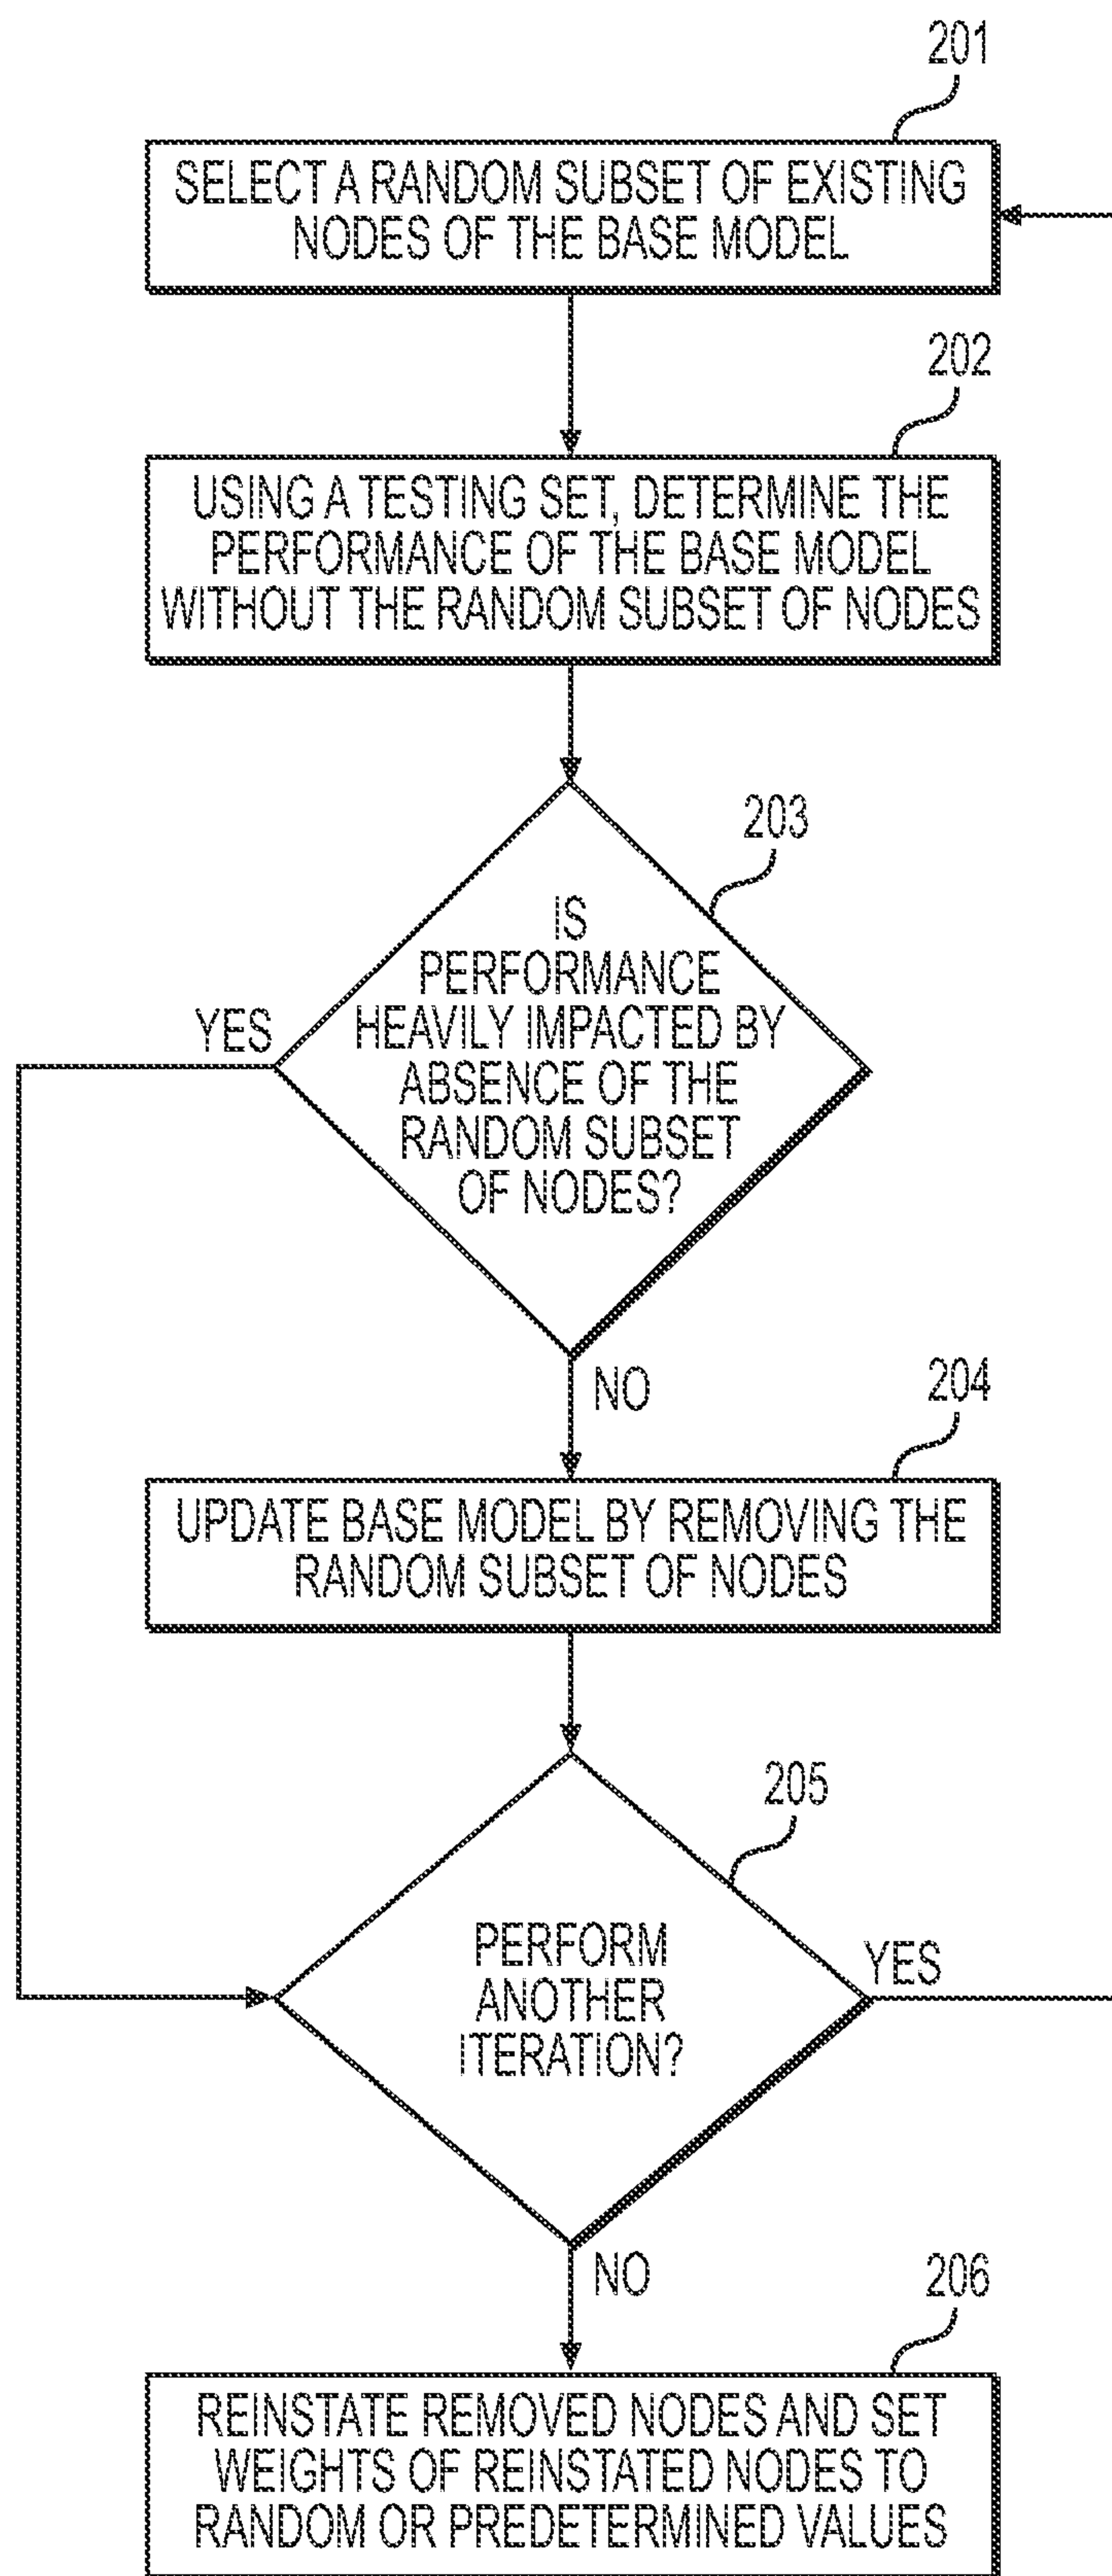 201
SELECT A RANDOM SUBSET OF EXISTING
NODES OF THE BASE MODEL
202
USING A TESTING SET, DETERMINE THE
PERFORMANCE OF THE BASE MODEL
WITHOUT THE RANDOM SUBSET OF NODES
203
IS
PERFORMANCE
HEAVILY IMPACTED BY
ABSENCE OF THE
RANDOM SUBSET
OF NODES?
YES
NO
204
UPDATE BASE MODEL BY REMOVING THE
RANDOM SUBSET OF NODES
205
PERFORM
ANOTHER
ITERATION?
YES
NO
206
REINSTATE REMOVED NODES AND SET
WEIGHTS OF REINSTATED NODES TO
RANDOM OR PREDETERMINED VALUES